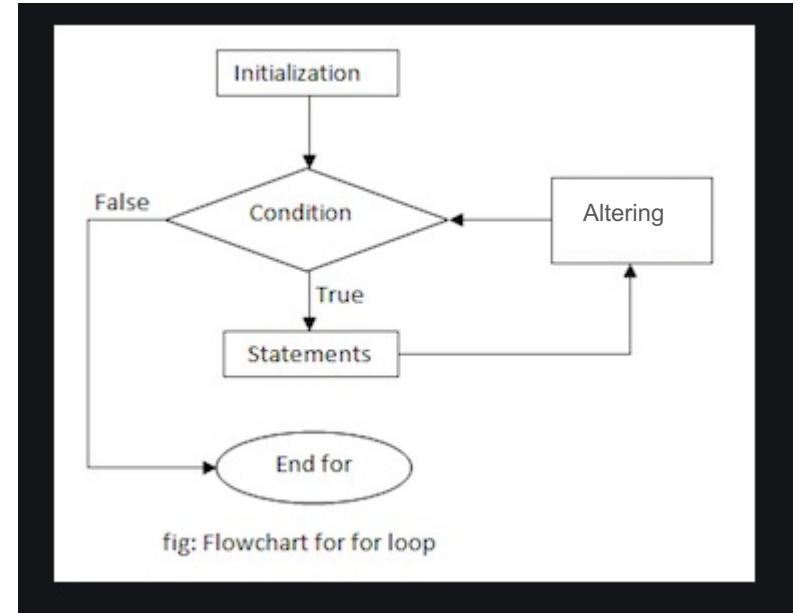 Initialization
False
Condition
Altering
True
Statements
End for
fig: Flowchart for for loop